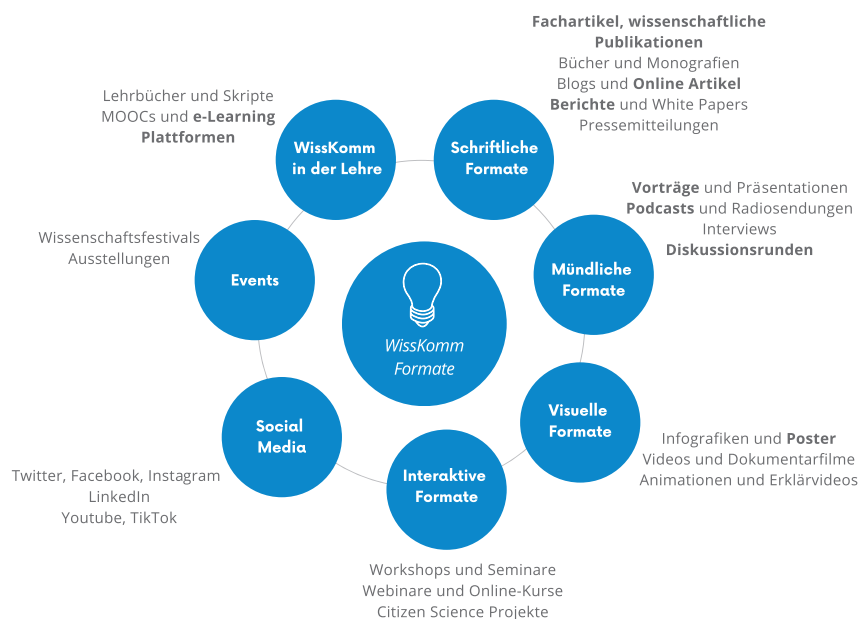 Fachartikel, wissenschaftliche
Publikationen
Bücher und Monografien
Blogs und Online Artikel
Berichte und White Papers
Pressemitteilungen
Lehrbücher und Skripte
MOOCs und e-Learning
Plattformen
WissKomm
in der Lehre
Schriftliche
Formate
Vorträge und Präsentationen
Podcasts und Radiosendungen
Interviews
Diskussionsrunden
Wissenschaftsfestivals
Ausstellungen
Events
Mündliche
Formate
WissKomm
Formate
Social
Media
Visuelle
Formate
Infografiken und Poster
Videos und Dokumentarfilme
Animationen und Erklärvideos
Interaktive
Formate
Twitter, Facebook, Instagram
LinkedIn
Youtube, TikTok
Workshops und Seminare
Webinare und Online-Kurse
Citizen Science Projekte